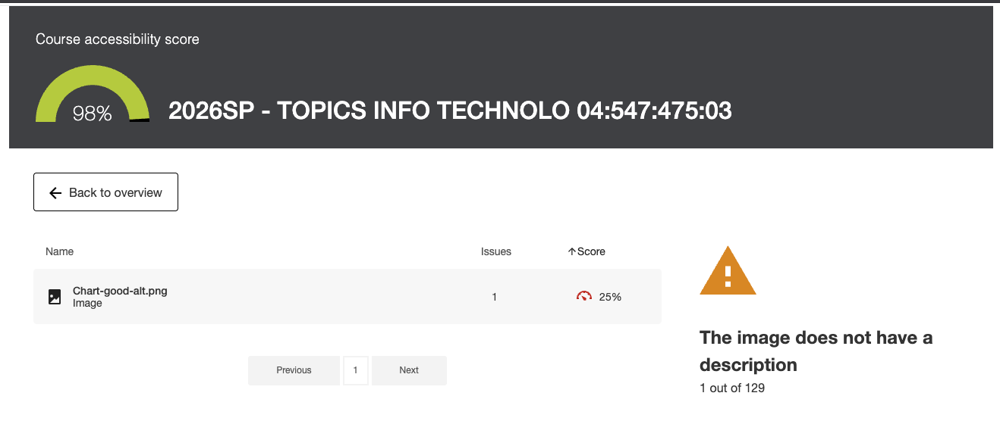 Course accessibility score
98%
2026SP - TOPICS INFO TECHNOLO 04:547:475:03
← Back to overview
Name Issues ↑Score
Chart-good-alt.png
Image
1 25%
Previous 1 Next
The image does not have a
description
1 out of 129